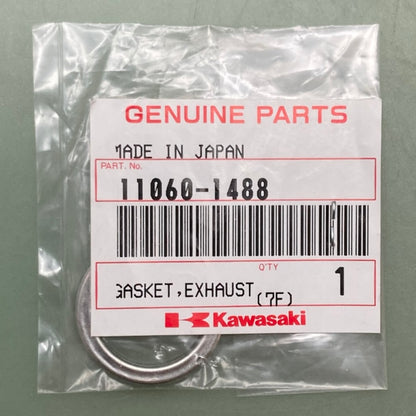 GENUINE PARTS
MADE IN JAPAN
PART. No.
11060-1488
Q'TY
GASKET,EXHAUST (7F) 1
Kawasaki